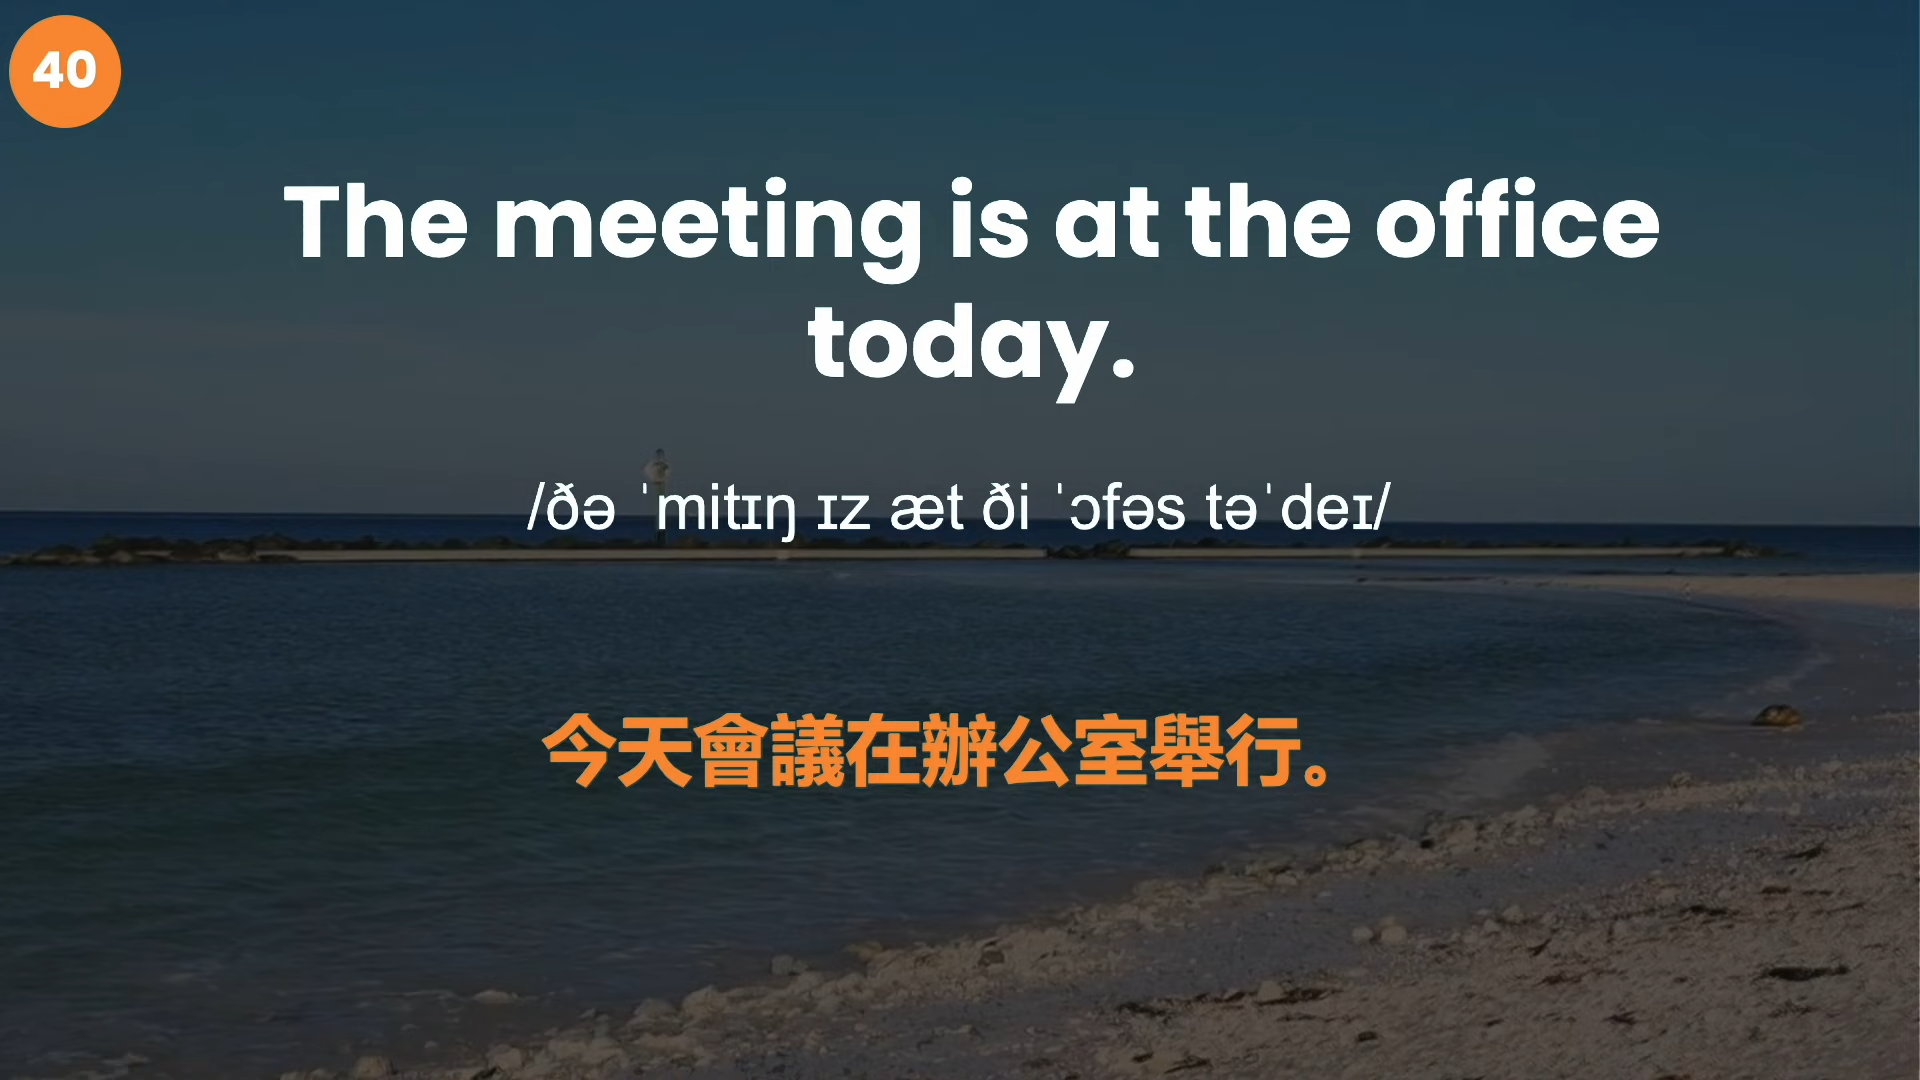 40
The meeting is at the office
today.
/ðə ˈmitɪŋ ɪz æt ði ˈɔfəs təˈdeɪ/
今天會議在辦公室舉行。